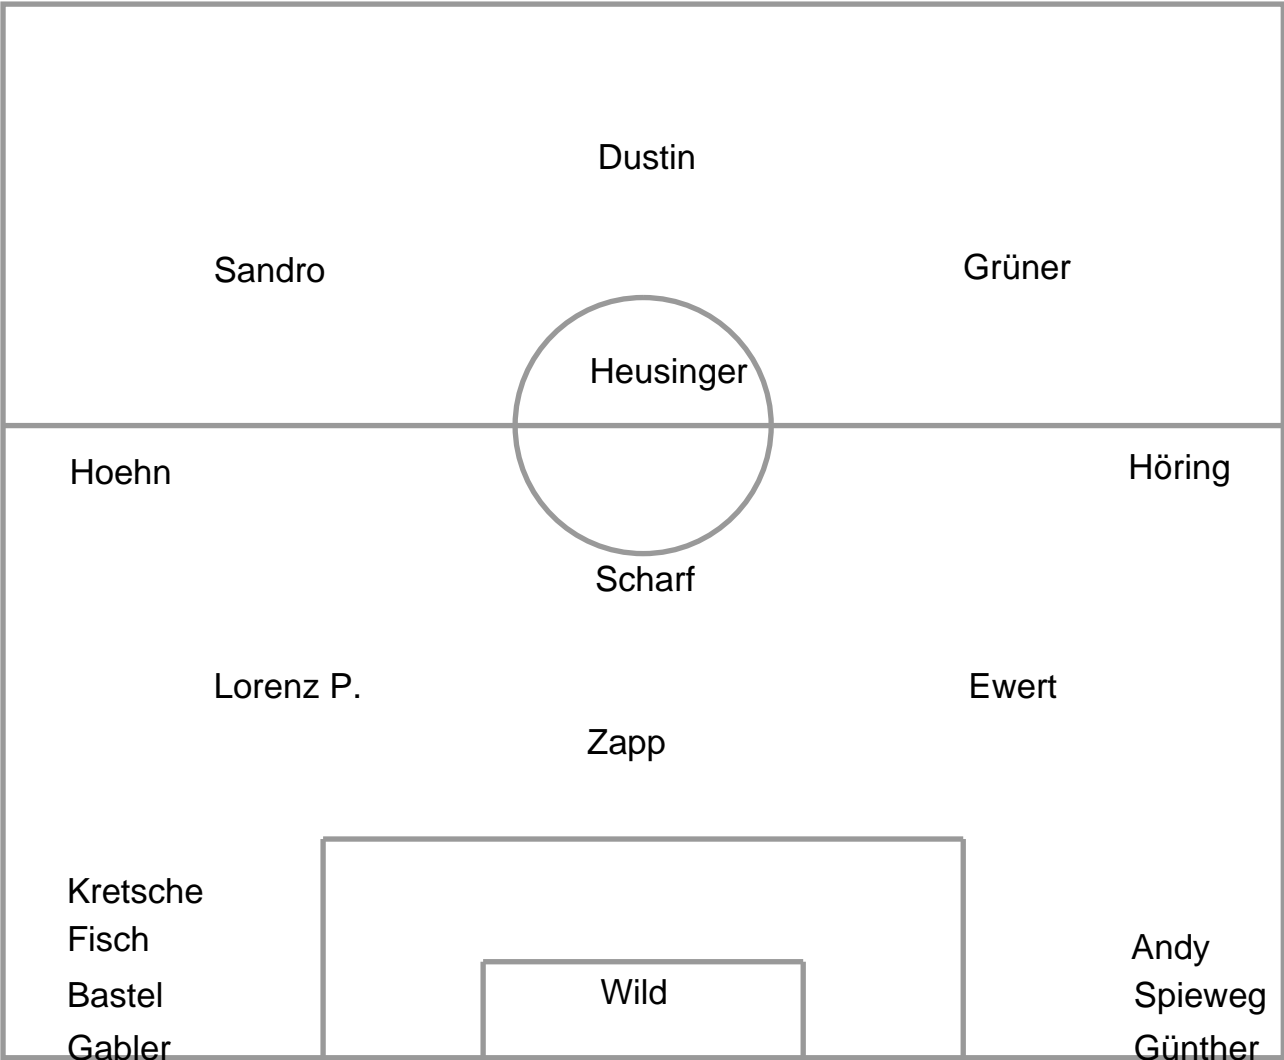 Dustin
Sandro
Grüner
Heusinger
Hoehn
Höring
Scharf
Lorenz P.
Ewert
Zapp
Kretsche
Fisch
Bastel
Gabler
Wild
Andy
Spieweg
Günther